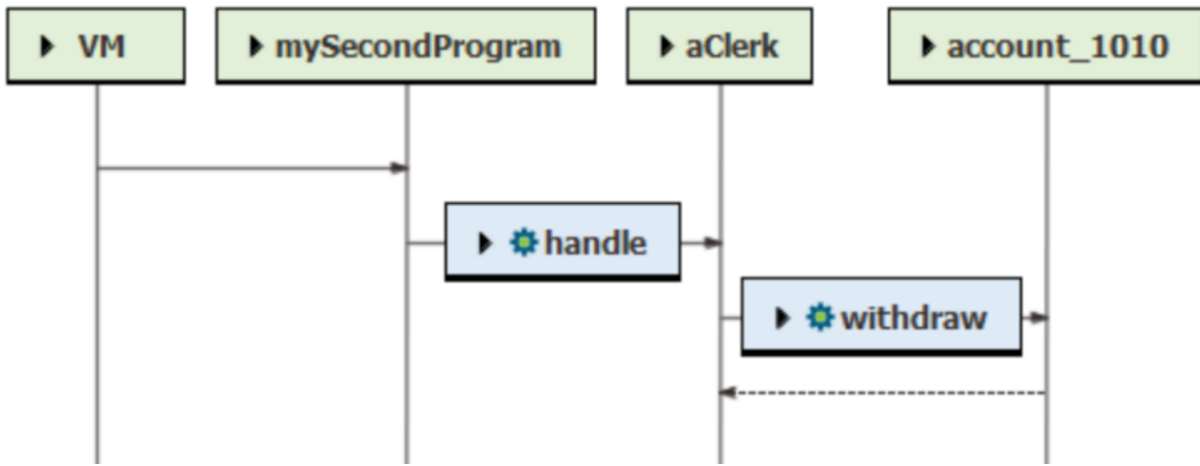 VM
mySecondProgram
aClerk
account_1010
handle
withdraw